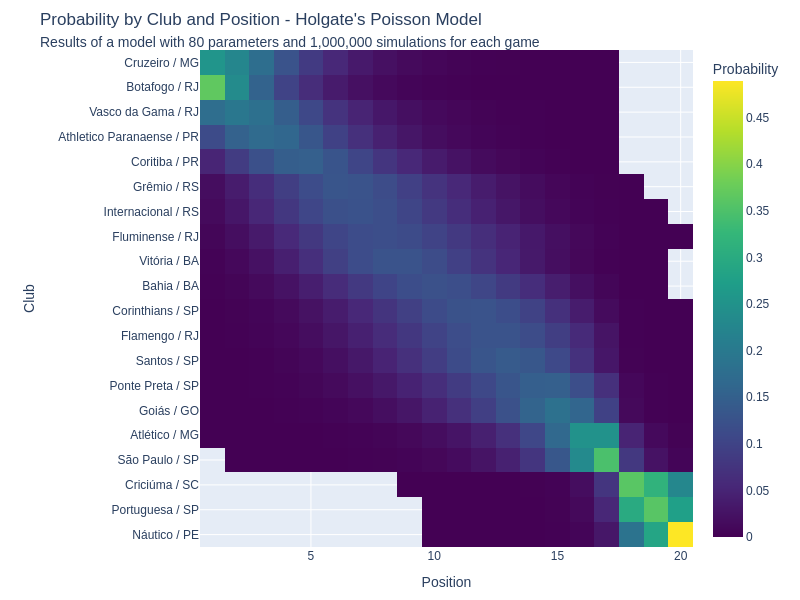 Probability by Club and Position - Holgate's Poisson Model
Results of a model with 80 parameters and 1,000,000 simulations for each game
Probability
Club
Cruzeiro / MG
Botafogo / RJ
Vasco da Gama / RJ
Athletico Paranaense / PR
Coritiba / PR
Grêmio / RS
Internacional / RS
Fluminense / RJ
Vitória / BA
Bahia / BA
Corinthians / SP
Flamengo / RJ
Santos / SP
Ponte Preta / SP
Goiás / GO
Atlético / MG
São Paulo / SP
Criciúma / SC
Portuguesa / SP
Náutico / PE
0.45
0.4
0.35
0.3
0.25
0.2
0.15
0.1
0.05
0
5
10
15
20
Position